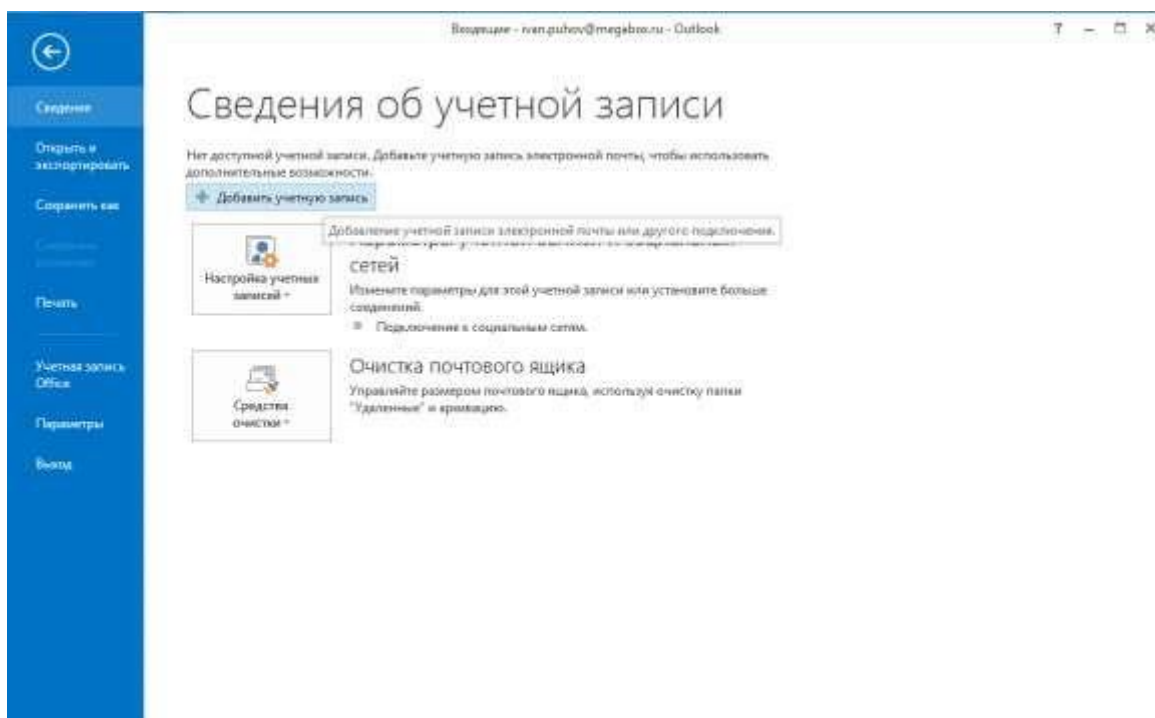 Входящие - ivan.puhov@megabox.ru - Outlook
?
Сведения
Открыть и
экспортировать
Сохранить как
Печать
Учетная запись
Office
Параметры
Выход
Сведения об учетной записи
Нет доступной учетной записи. Добавьте учетную запись электронной почты, чтобы использовать
дополнительные возможности.
Добавить учетную запись
Добавление учетной записи электронной почты или другого подключения.
Настройка учетных
записей
сетей
Измените параметры для этой учетной записи или установите больше
соединений.
Подключение к социальным сетям.
Средства
очистки
Очистка почтового ящика
Управляйте размером почтового ящика, используя очистку папки
"Удаленные" и архивацию.